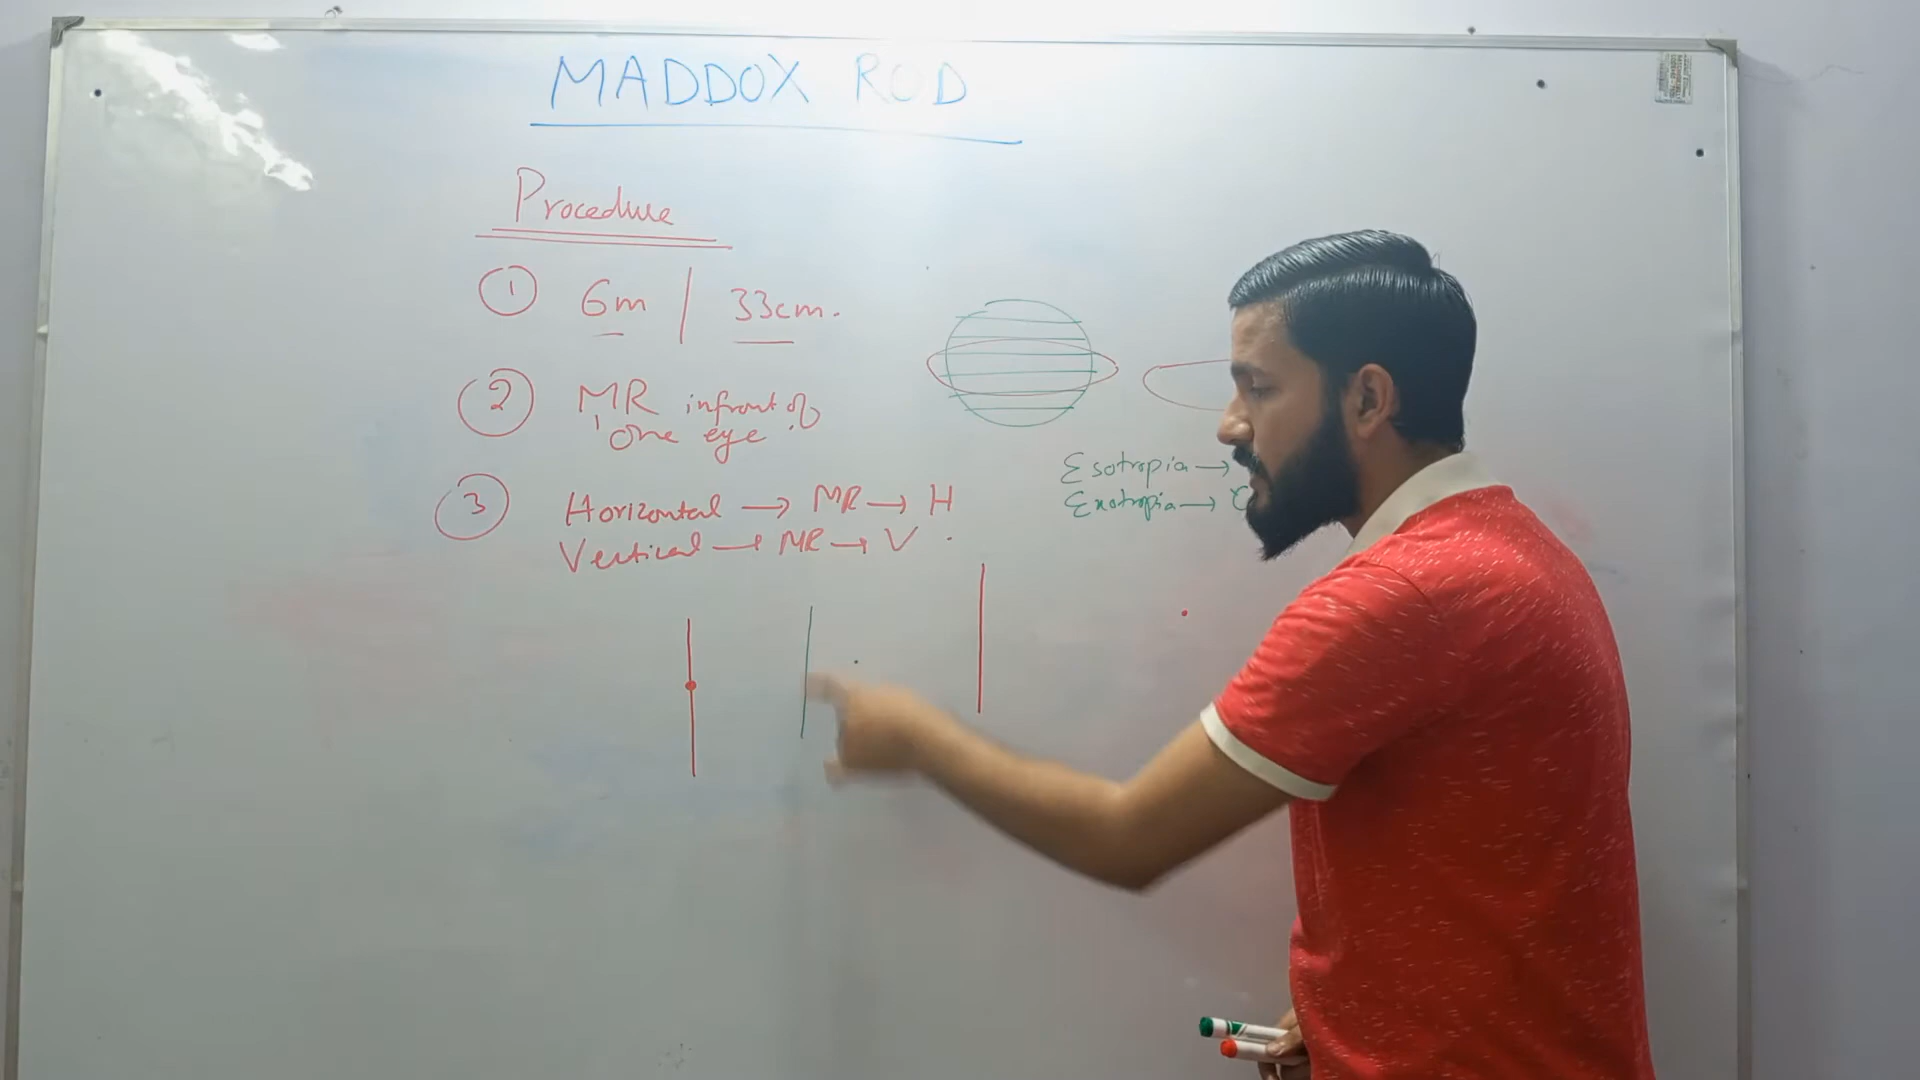 MADDOX ROD
Procedure
1 6m | 33cm.
2 MR infront of
one eye.
3 Horizontal → MR → H
Vertical → MR → V
Esotropia →
Exotropia →